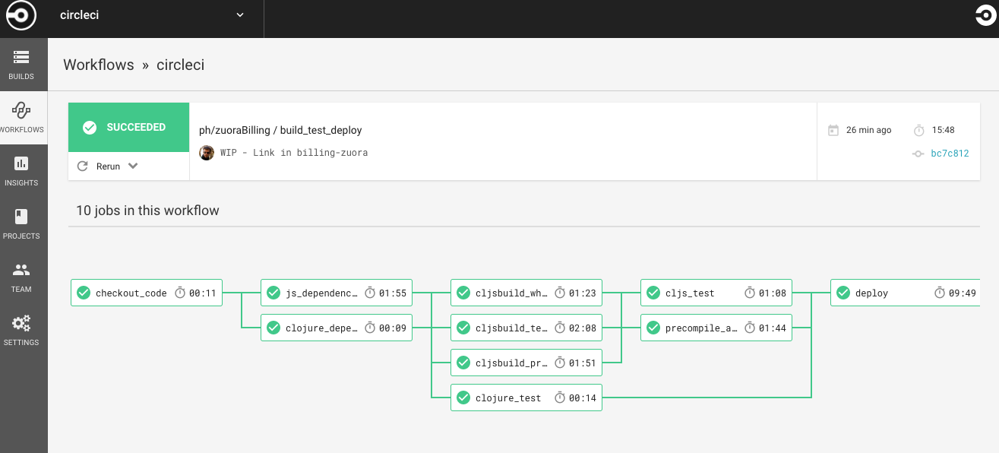 circleci
BUILDS
WORKFLOWS
INSIGHTS
PROJECTS
TEAM
SETTINGS
Workflows » circleci
SUCCEEDED
Rerun
ph/zuoraBilling / build_test_deploy
WIP - Link in billing-zuora
26 min ago
15:48
bc7c812
10 jobs in this workflow
checkout_code 00:11
js_dependenc… 01:55
clojure_depe… 00:09
cljsbuild_wh… 01:23
cljsbuild_te… 02:08
cljsbuild_pr… 01:51
clojure_test 00:14
cljs_test 01:08
precompile_a… 01:44
deploy 09:49